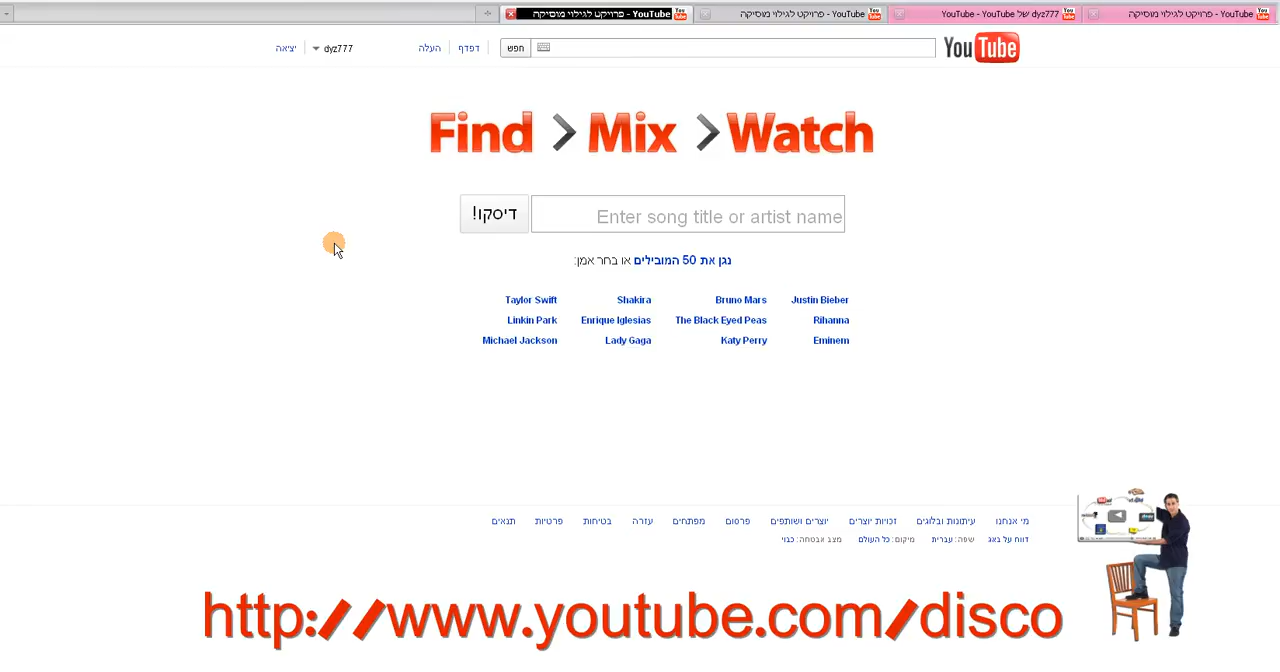 YouTube - פרויקט לגילוי מוסיקה
YouTube - YouTube של dyz777
YouTube - פרויקט לגילוי מוסיקה
YouTube - פרויקט לגילוי מוסיקה
YouTube
חפש
דפדף
העלה
dyz777
יציאה
Find > Mix > Watch
Enter song title or artist name
דיסקו!
נגן את 50 המובילים או בחר אמן:
Justin Bieber Bruno Mars Shakira Taylor Swift
Rihanna The Black Eyed Peas Enrique Iglesias Linkin Park
Eminem Katy Perry Lady Gaga Michael Jackson
מי אנחנו עיתונות ובלוגים זכויות יוצרים יוצרים ושותפים פרסום מפתחים עזרה בטיחות פרטיות תנאים
דווח על באג שפה: עברית מיקום: כל העולם מצב אבטחה: כבוי
http://www.youtube.com/disco